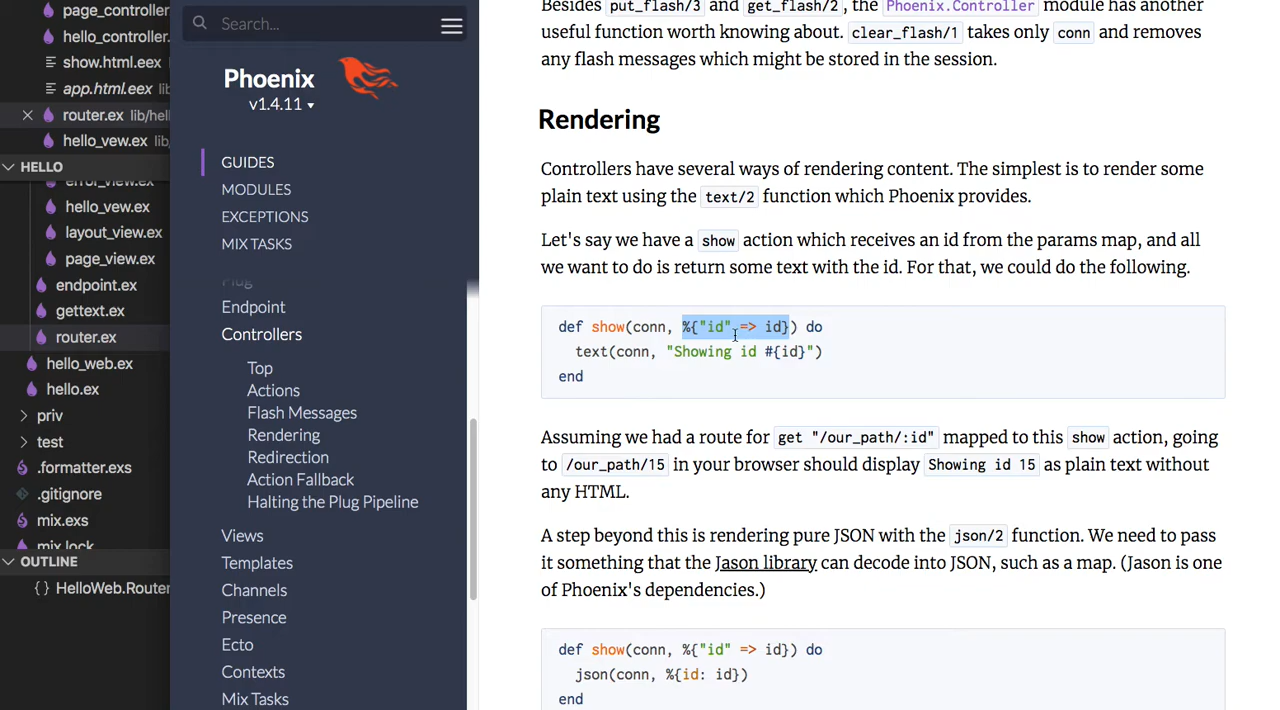 page_controller
hello_controller.
show.html.eex
app.html.eex lib
router.ex lib/hell
hello_vew.ex lib
HELLO
error_view.ex
hello_vew.ex
layout_view.ex
page_view.ex
endpoint.ex
gettext.ex
router.ex
hello_web.ex
hello.ex
priv
test
.formatter.exs
.gitignore
mix.exs
mix.lock
OUTLINE
{} HelloWeb.Router
Search...
Phoenix
v1.4.11
GUIDES
MODULES
EXCEPTIONS
MIX TASKS
Plug
Endpoint
Controllers
Top
Actions
Flash Messages
Rendering
Redirection
Action Fallback
Halting the Plug Pipeline
Views
Templates
Channels
Presence
Ecto
Contexts
Mix Tasks
Besides put_flash/3 and get_flash/2, the Phoenix.Controller module has another
useful function worth knowing about. clear_flash/1 takes only conn and removes
any flash messages which might be stored in the session.
Rendering
Controllers have several ways of rendering content. The simplest is to render some
plain text using the text/2 function which Phoenix provides.
Let's say we have a show action which receives an id from the params map, and all
we want to do is return some text with the id. For that, we could do the following.
def show(conn, %{"id" => id}) do
text(conn, "Showing id #{id}")
end
Assuming we had a route for get "/our_path/:id" mapped to this show action, going
to /our_path/15 in your browser should display Showing id 15 as plain text without
any HTML.
A step beyond this is rendering pure JSON with the json/2 function. We need to pass
it something that the Jason library can decode into JSON, such as a map. (Jason is one
of Phoenix's dependencies.)
def show(conn, %{"id" => id}) do
json(conn, %{id: id})
end